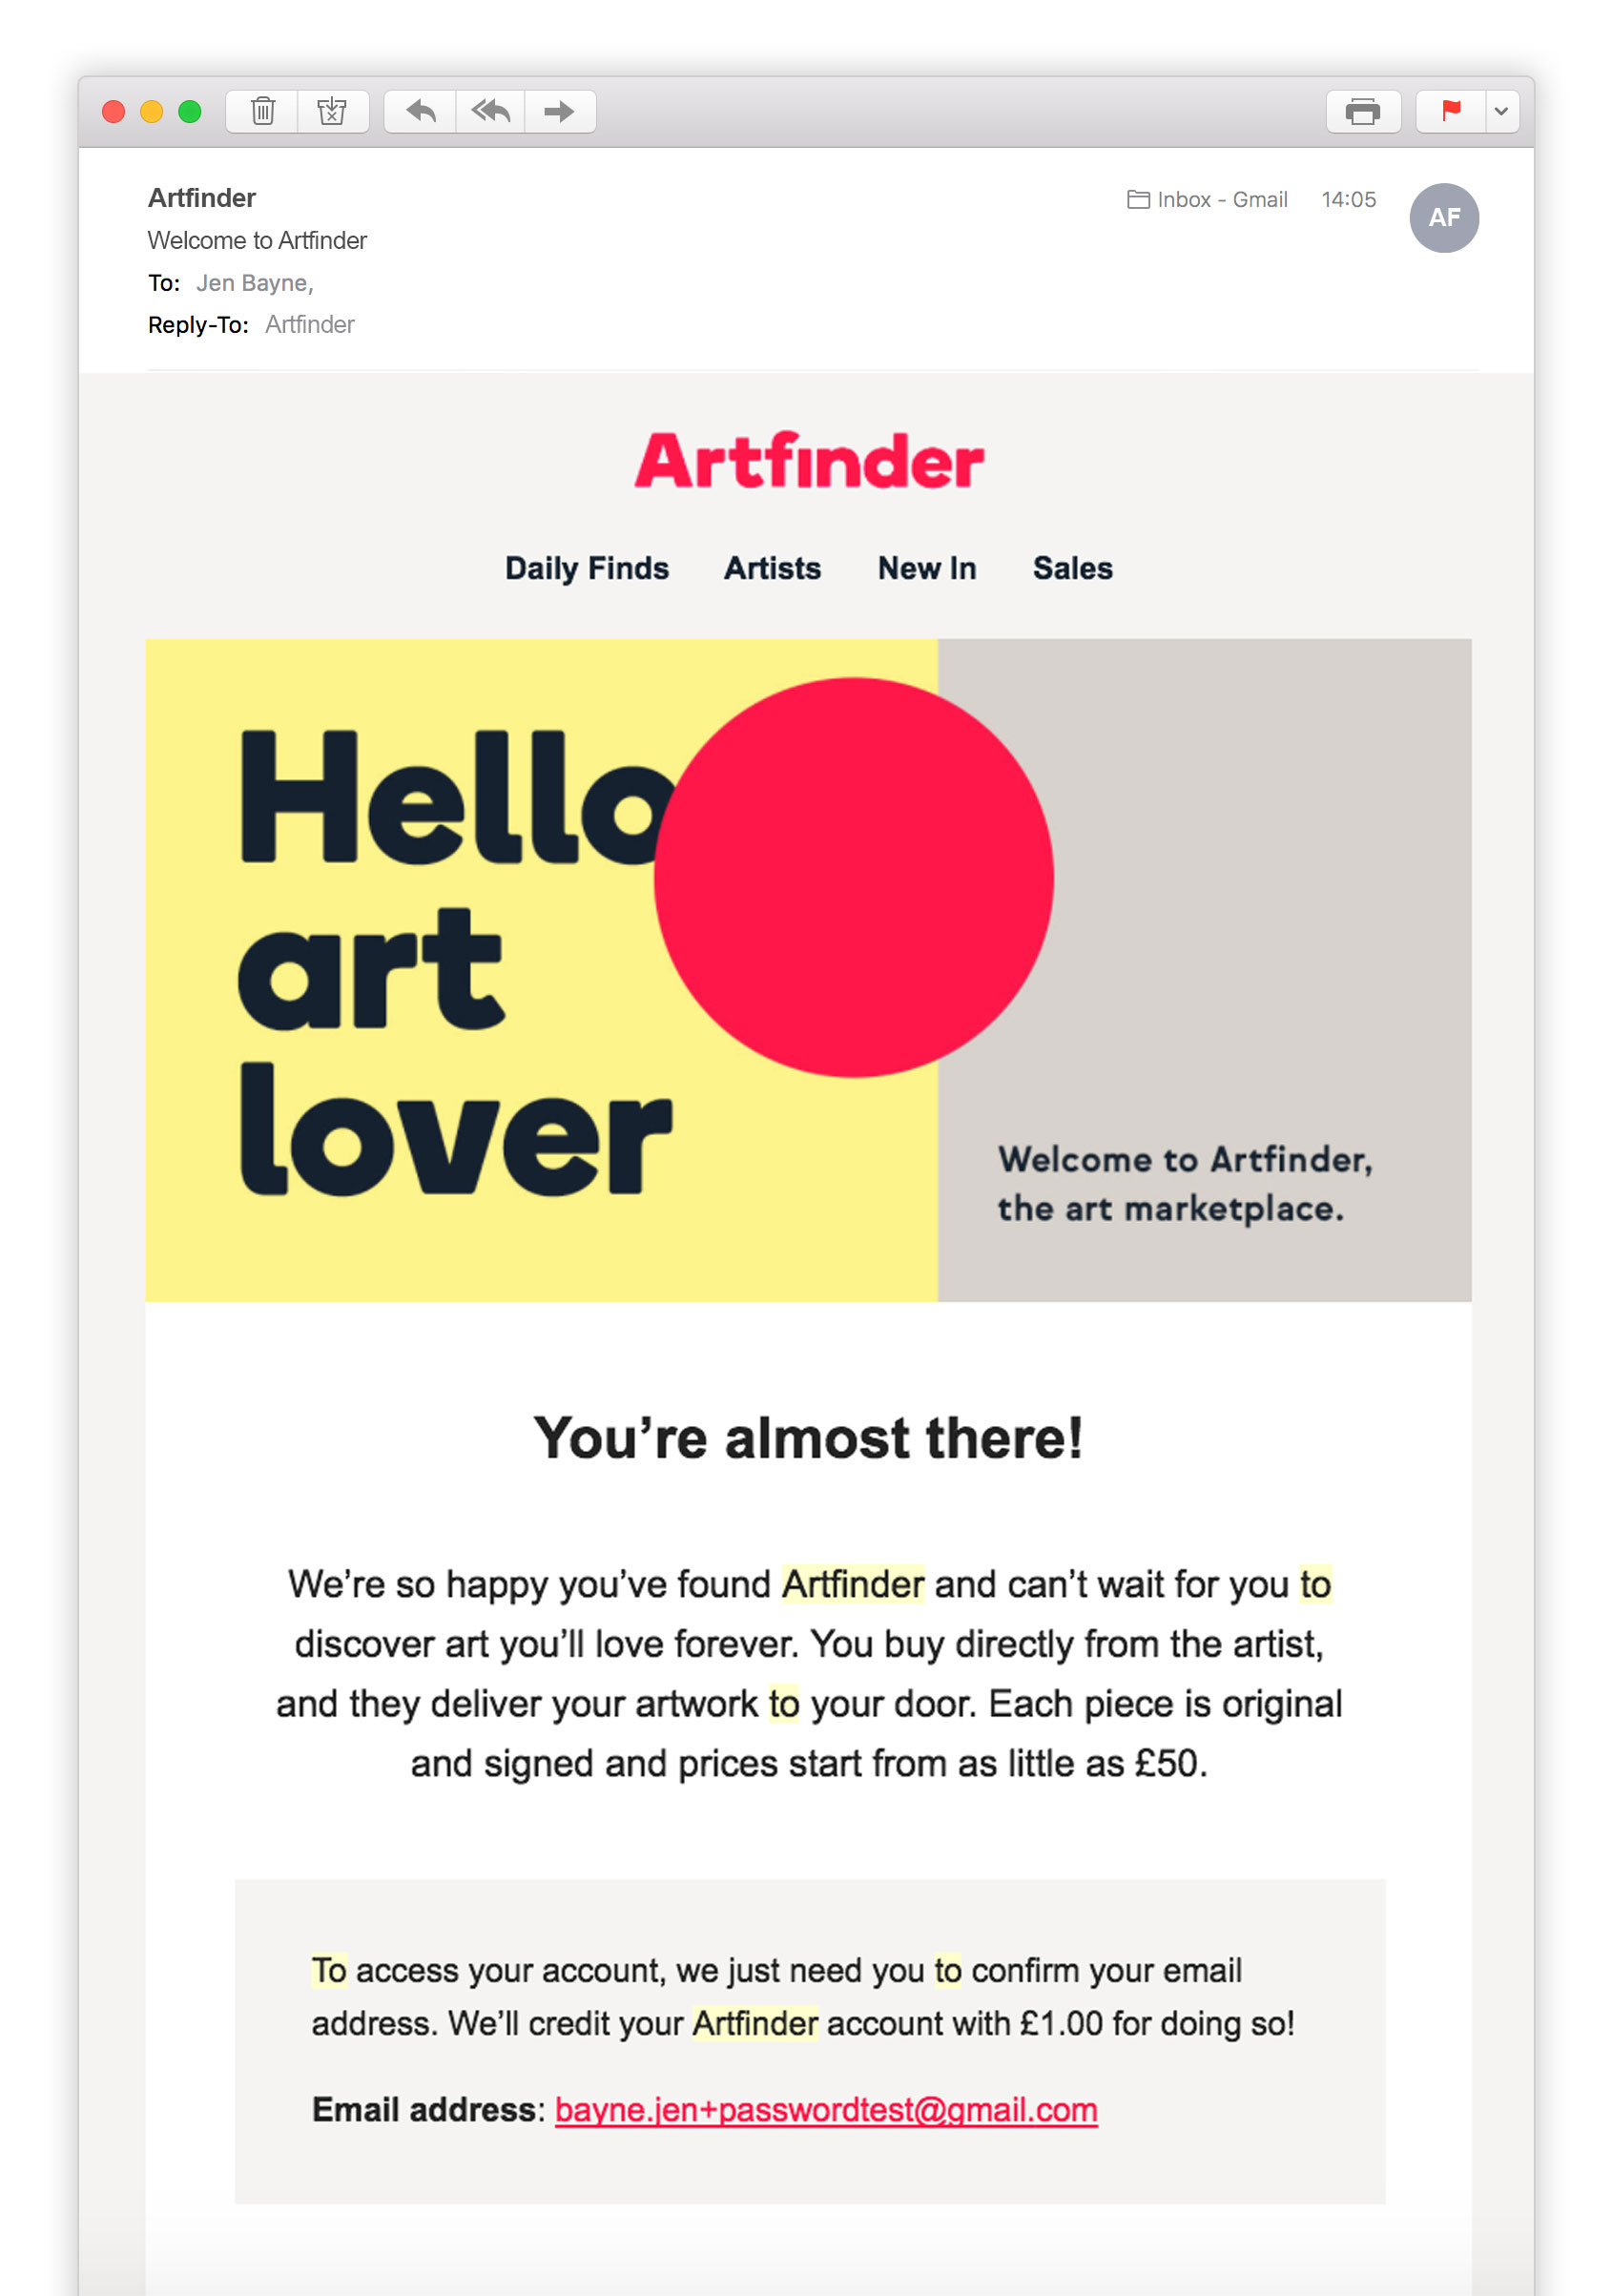 Artfinder
Inbox - Gmail 14:05
AF
Welcome to Artfinder
To: Jen Bayne,
Reply-To: Artfinder
Artfinder
Daily Finds Artists New In Sales
Hello
art
lover
Welcome to Artfinder,
the art marketplace.
You’re almost there!
We’re so happy you’ve found Artfinder and can’t wait for you to
discover art you’ll love forever. You buy directly from the artist,
and they deliver your artwork to your door. Each piece is original
and signed and prices start from as little as £50.
To access your account, we just need you to confirm your email
address. We’ll credit your Artfinder account with £1.00 for doing so!
Email address: bayne.jen+passwordtest@gmail.com